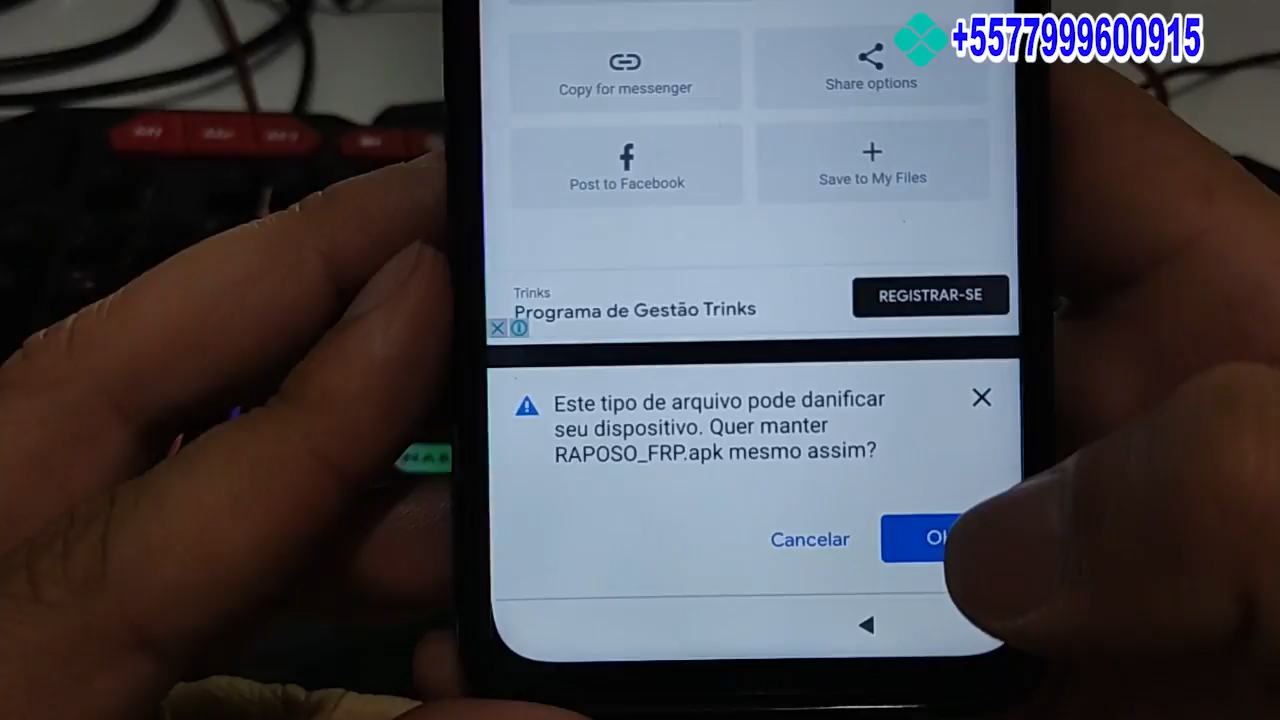 +5577999600915
Copy for messenger
Share options
Post to Facebook
Save to My Files
Trinks
Programa de Gestão Trinks
REGISTRAR-SE
Este tipo de arquivo pode danificar
seu dispositivo. Quer manter
RAPOSO_FRP.apk mesmo assim?
Cancelar